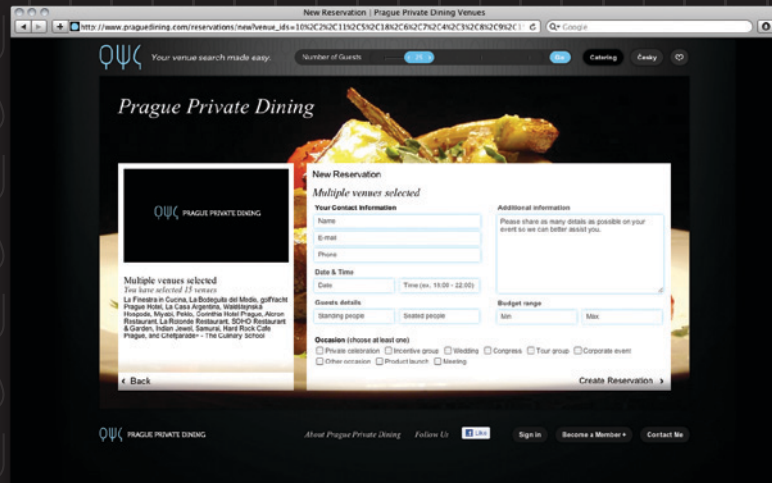 New Reservation | Prague Private Dining Venues
http://www.praguedining.com/reservations/new?venue_ids=10%2C2%2C11%2C5%2C18%2C6%2C7%2C4%2C3%2C8%2C9%2C1
Google
Your venue search made easy.
Number of Guests
25
Go
Catering
Česky
Prague Private Dining
New Reservation
Multiple venues selected
Your Contact Information
Additional information
Name
Please share as many details as possible on your
event so we can better assist you.
E-mail
Phone
PRAGUE PRIVATE DINING
Date & Time
Date
Time (ex. 19:00 - 22:00)
Multiple venues selected
You have selected 15 venues
La Finestra in Cucina, La Bodeguita del Medio, golfYacht
Prague Hotel, La Casa Argentina, Waldštejnska
Hospoda, Miyabi, Peklo, Corinthia Hotel Prague, Alcron
Restaurant, La Rotonde Restaurant, SOHO Restaurant
& Garden, Indian Jewel, Samurai, Hard Rock Cafe
Prague, and Chefparade - The Culinary School
Guests details
Budget range
Standing people
Seated people
Min
Max
Occasion (choose at least one)
Private celebration Incentive group Wedding Congress Tour group Corporate event
Other occasion Product launch Meeting
‹ Back
Create Reservation ›
PRAGUE PRIVATE DINING
About Prague Private Dining
Follow Us
Like
Sign in
Become a Member +
Contact Me